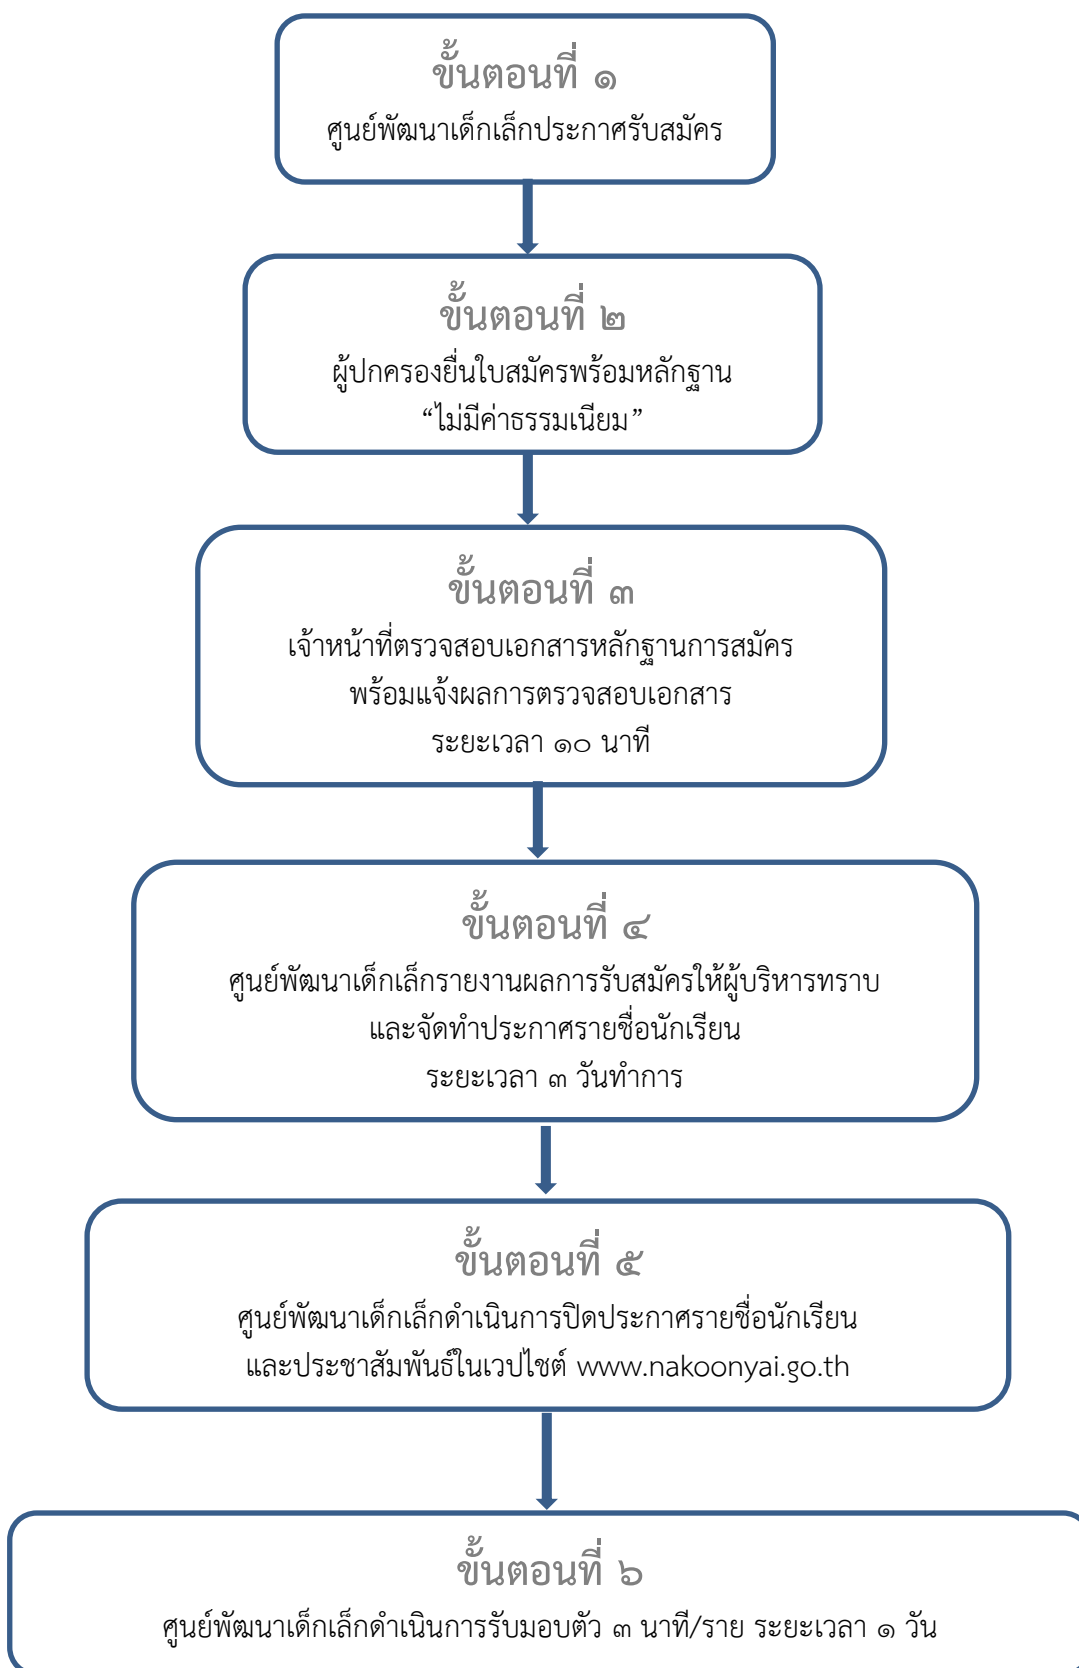 ขั้นตอนที่ ๑
ศูนย์พัฒนาเด็กเล็กประกาศรับสมัคร
ขั้นตอนที่ ๒
ผู้ปกครองยื่นใบสมัครพร้อมหลักฐาน
“ไม่มีค่าธรรมเนียม”
ขั้นตอนที่ ๓
เจ้าหน้าที่ตรวจสอบเอกสารหลักฐานการสมัคร
พร้อมแจ้งผลการตรวจสอบเอกสาร
ระยะเวลา ๑๐ นาที
ขั้นตอนที่ ๔
ศูนย์พัฒนาเด็กเล็กรายงานผลการรับสมัครให้ผู้บริหารทราบ
และจัดทำประกาศรายชื่อนักเรียน
ระยะเวลา ๓ วันทำการ
ขั้นตอนที่ ๕
ศูนย์พัฒนาเด็กเล็กดำเนินการปิดประกาศรายชื่อนักเรียน
และประชาสัมพันธ์ในเวปไซต์ www.nakoonyai.go.th
ขั้นตอนที่ ๖
ศูนย์พัฒนาเด็กเล็กดำเนินการรับมอบตัว ๓ นาที/ราย ระยะเวลา ๑ วัน